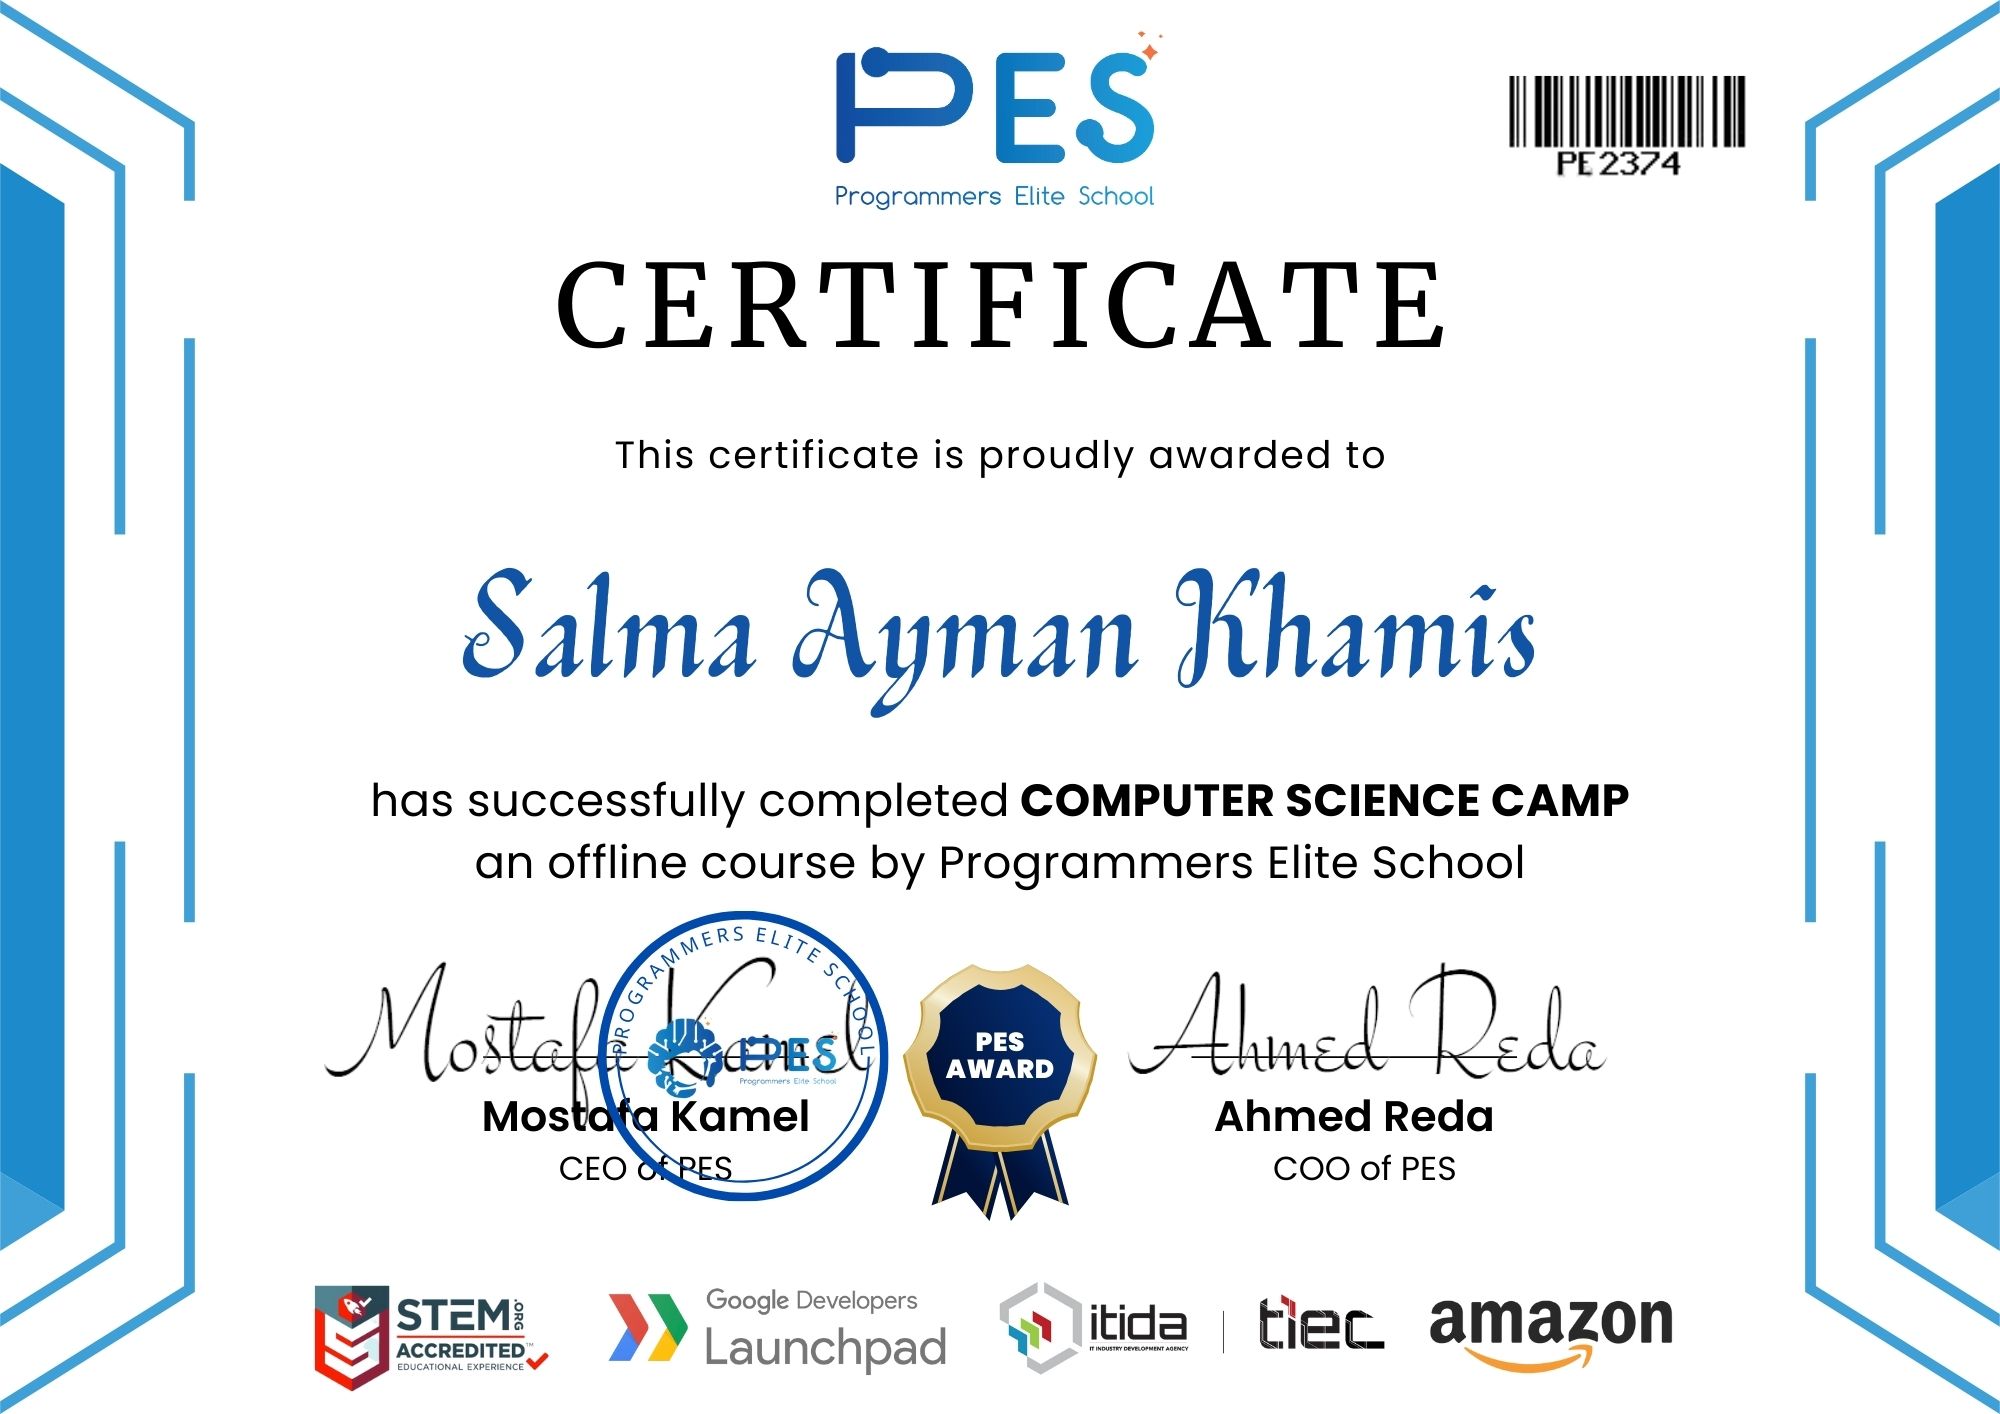 PES
Programmers Elite School
PE2374
CERTIFICATE
This certificate is proudly awarded to
Salma Ayman Khamis
has successfully completed COMPUTER SCIENCE CAMP
an offline course by Programmers Elite School
PROGRAMMERS ELITE SCHOOL
Mostafa Kamel
PES
Programmers Elite School
PES
AWARD
Ahmed Reda
Mostafa Kamel
CEO of PES
Ahmed Reda
COO of PES
STEM.ORG
ACCREDITED™
EDUCATIONAL EXPERIENCE
Google Developers
Launchpad
itida
IT INDUSTRY DEVELOPMENT AGENCY
tiec
amazon